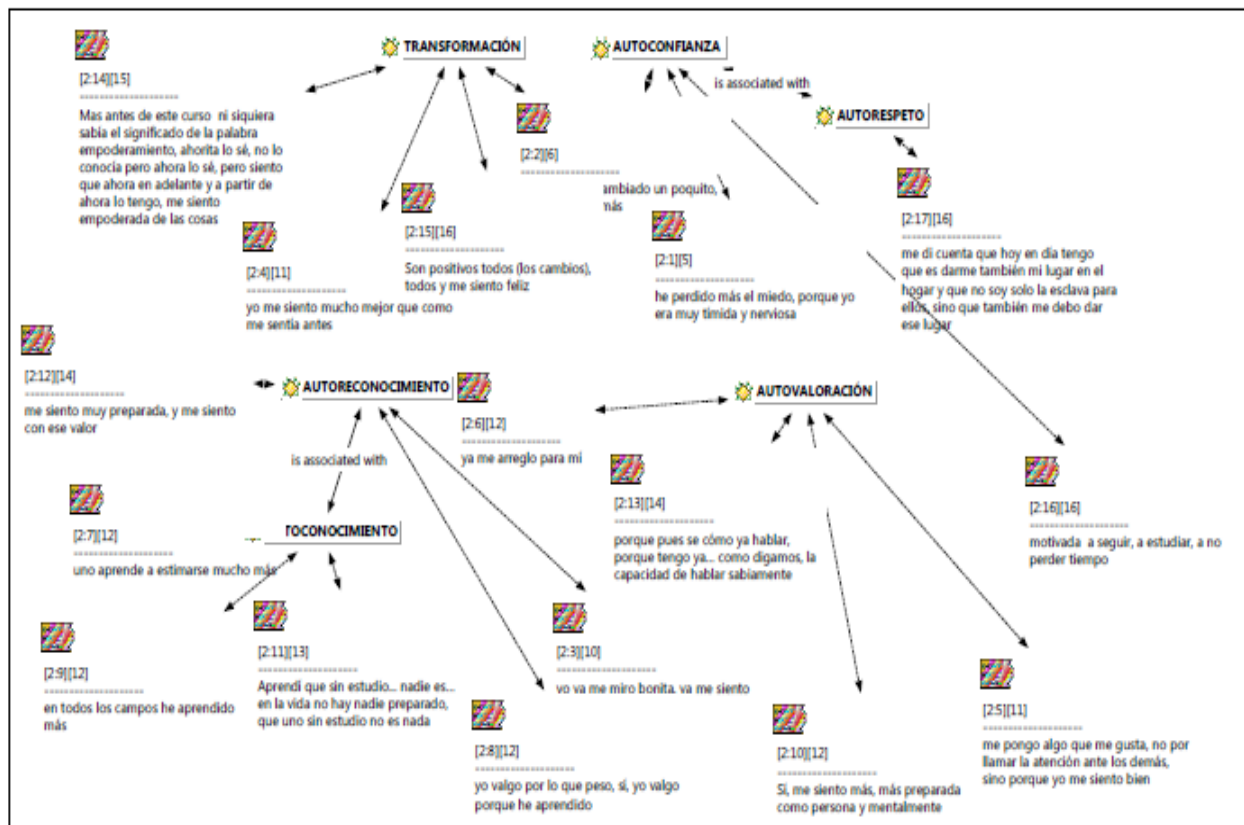 TRANSFORMACIÓN
AUTOCONFIANZA
is associated with
AUTORESPETO
[2:14][15]
--------------------
Mas antes de este curso ni siquiera
sabia el significado de la palabra
empoderamiento, ahorita lo sé, no lo
conocia pero ahora lo sé, pero siento
que ahora en adelante y a partir de
ahora lo tengo, me siento
empoderada de las cosas
[2:2][6]
--------------------
ambiado un poquito,
más
[2:15][16]
--------------------
Son positivos todos (los cambios),
todos y me siento feliz
[2:4][11]
--------------------
yo me siento mucho mejor que como
me sentia antes
[2:1][5]
--------------------
he perdido más el miedo, porque yo
era muy timida y nerviosa
[2:17][16]
--------------------
me di cuenta que hoy en día tengo
que es darme también mi lugar en el
hogar y que no soy solo la esclava para
ellos, sino que también me debo dar
ese lugar
[2:12][14]
--------------------
me siento muy preparada, y me siento
con ese valor
AUTORECONOCIMIENTO
is associated with
[2:6][12]
--------------------
ya me arreglo para mi
AUTOVALORACIÓN
[2:7][12]
--------------------
uno aprende a estimarse mucho más
TOCONOCIMIENTO
[2:13][14]
--------------------
porque pues se cómo ya hablar,
porque tengo ya... como digamos, la
capacidad de hablar sabiamente
[2:16][16]
--------------------
motivada a seguir, a estudiar, a no
perder tiempo
[2:9][12]
--------------------
en todos los campos he aprendido
más
[2:11][13]
--------------------
Aprendi que sin estudio... nadie es...
en la vida no hay nadie preparado,
que uno sin estudio no es nada
[2:3][10]
--------------------
yo ya me miro bonita, ya me siento
[2:8][12]
--------------------
yo valgo por lo que peso, sí, yo valgo
porque he aprendido
[2:10][12]
--------------------
Si, me siento más, más preparada
como persona y mentalmente
[2:5][11]
--------------------
me pongo algo que me gusta, no por
llamar la atención ante los demás,
sino porque yo me siento bien